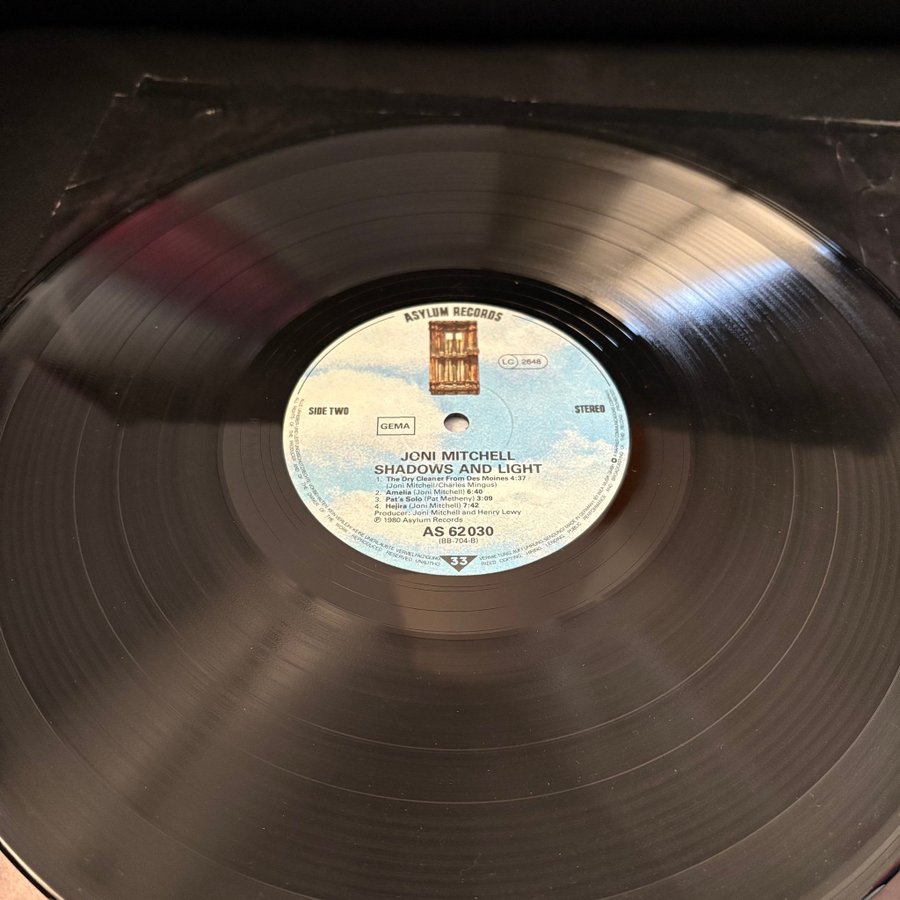 ASYLUM RECORDS
LC 2648
SIDE TWO
STEREO
GEMA
JONI MITCHELL
SHADOWS AND LIGHT
1. The Dry Cleaner From Des Moines 4:37
(Joni Mitchell/Charles Mingus)
2. Amelia (Joni Mitchell) 6:40
3. Pat's Solo (Pat Metheny) 3:09
4. Hejira (Joni Mitchell) 7:42
Producer: Joni Mitchell and Henry Lewy
℗ 1980 Asylum Records
AS 62 030
(BB-704-B)
33